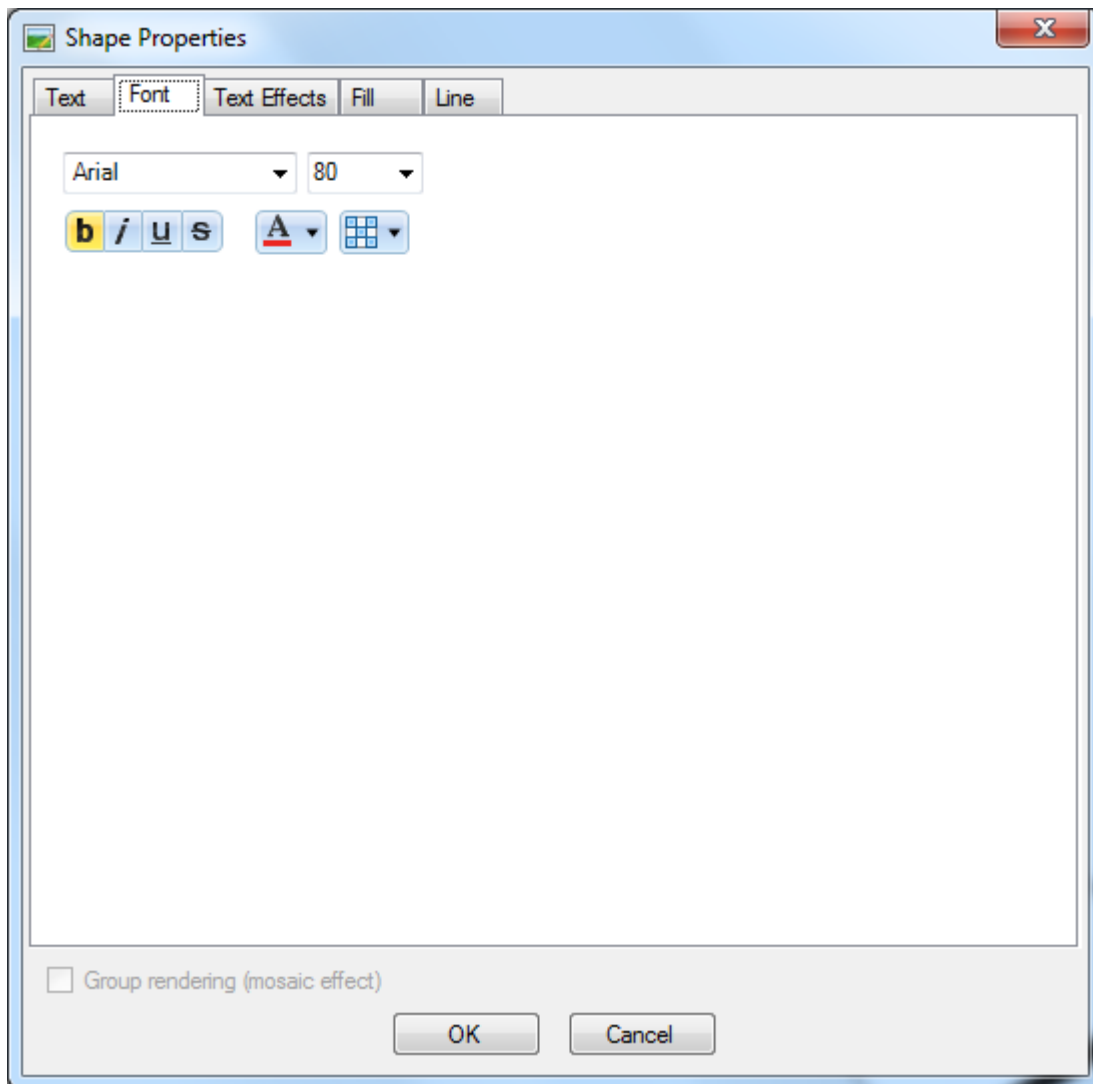 Shape Properties
Text Font Text Effects Fill Line
Arial 80
b i u s A
Group rendering (mosaic effect)
OK Cancel